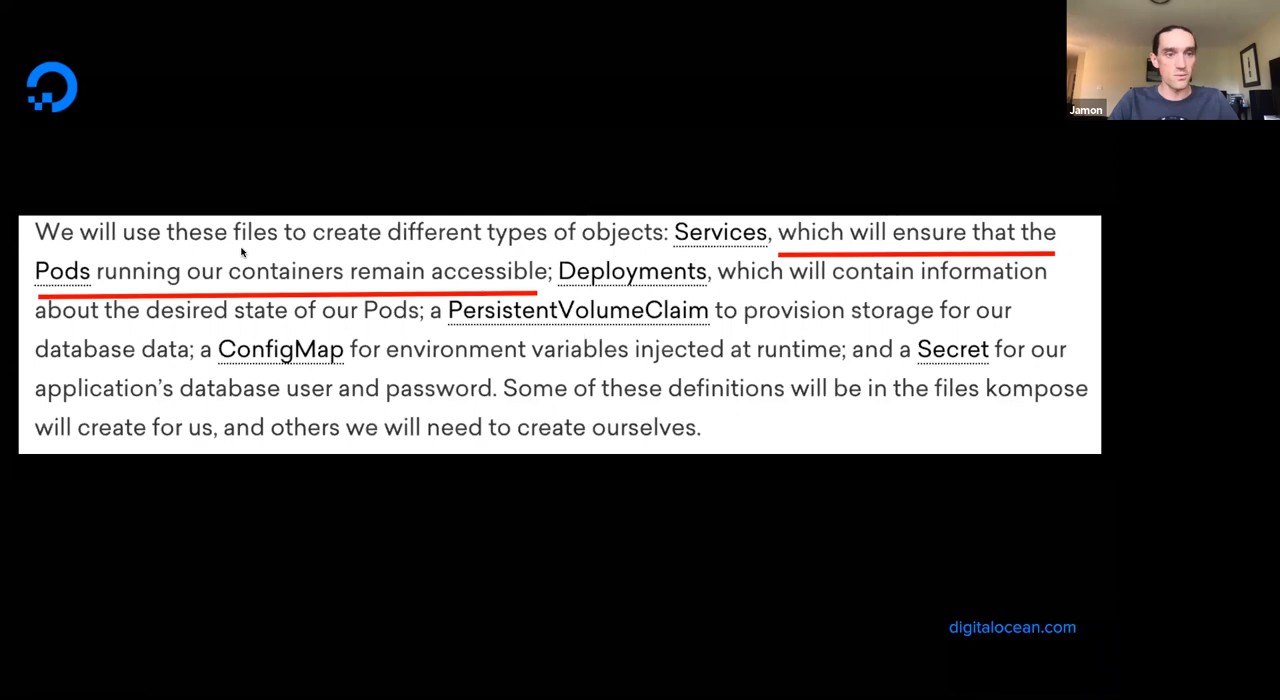 Jamon
We will use these files to create different types of objects: Services, which will ensure that the
Pods running our containers remain accessible; Deployments, which will contain information
about the desired state of our Pods; a PersistentVolumeClaim to provision storage for our
database data; a ConfigMap for environment variables injected at runtime; and a Secret for our
application’s database user and password. Some of these definitions will be in the files kompose
will create for us, and others we will need to create ourselves.
digitalocean.com